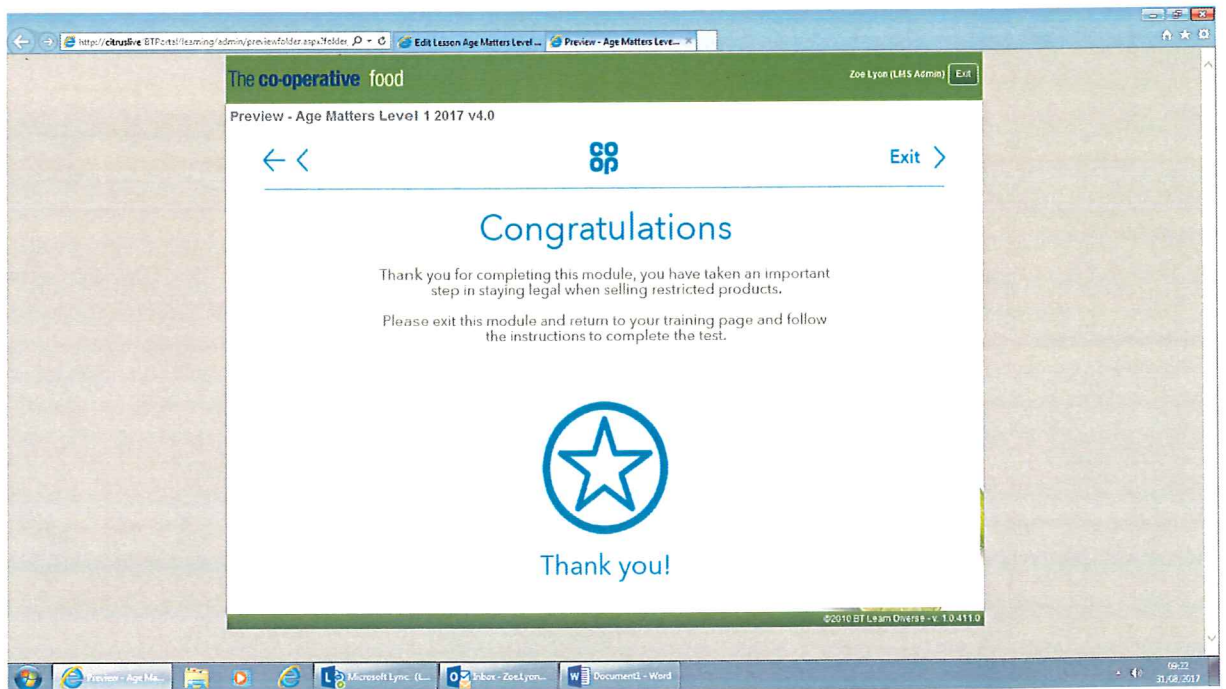 http://citruslive.BTPortal/learning/admin/previewfolder.aspx?folder
Edit Lesson Age Matters Level ...
Preview - Age Matters Leve...
The co-operative food
Zoe Lyon (LMS Admin)
Exit
Preview - Age Matters Level 1 2017 v4.0
CO
OP
Exit
Congratulations
Thank you for completing this module, you have taken an important
step in staying legal when selling restricted products.
Please exit this module and return to your training page and follow
the instructions to complete the test.
Thank you!
©2010 BT Learn Diverse - v. 1.0.411.0
Preview - Age Ma...
Microsoft Lync (L...
Inbox - Zoe.Lyon...
Document1 - Word
09:22
31/08/2017